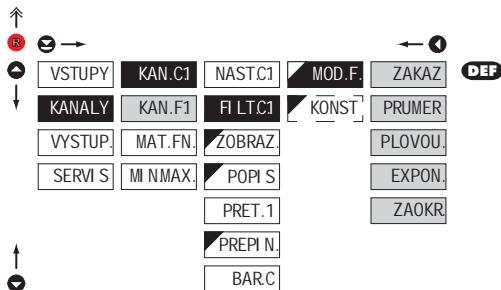 R
VSTUPY KAN.C1 NAST.C1 MOD.F. ZAKAZ DEF
KANALY KAN.F1 FILT.C1 KONST. PRUMER
VYSTUP. MAT.FN. ZOBRAZ. PLOVOU.
SERVIS MINMAX. POPIS EXPON.
PRET.1 ZAOKR.
PREPIN.
BAR.C